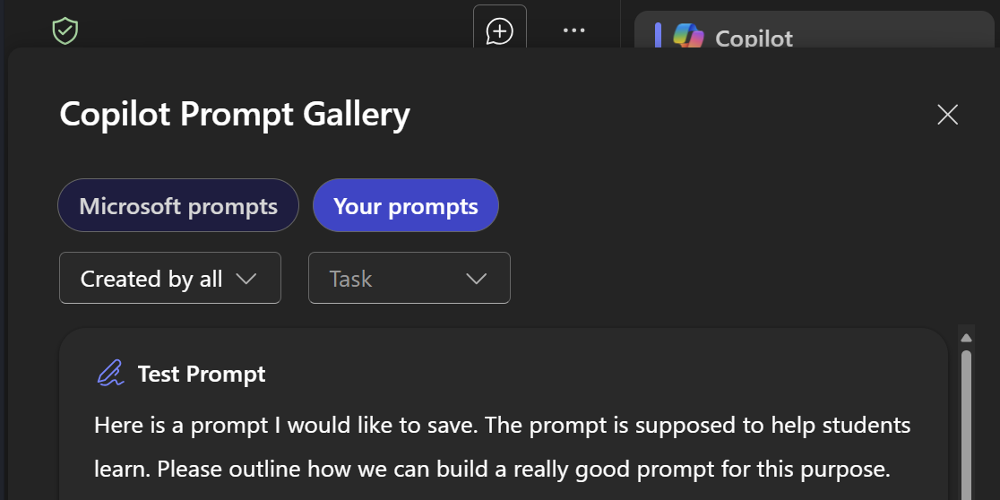 Copilot
Copilot Prompt Gallery
Microsoft prompts
Your prompts
Created by all
Task
Test Prompt
Here is a prompt I would like to save. The prompt is supposed to help students
learn. Please outline how we can build a really good prompt for this purpose.